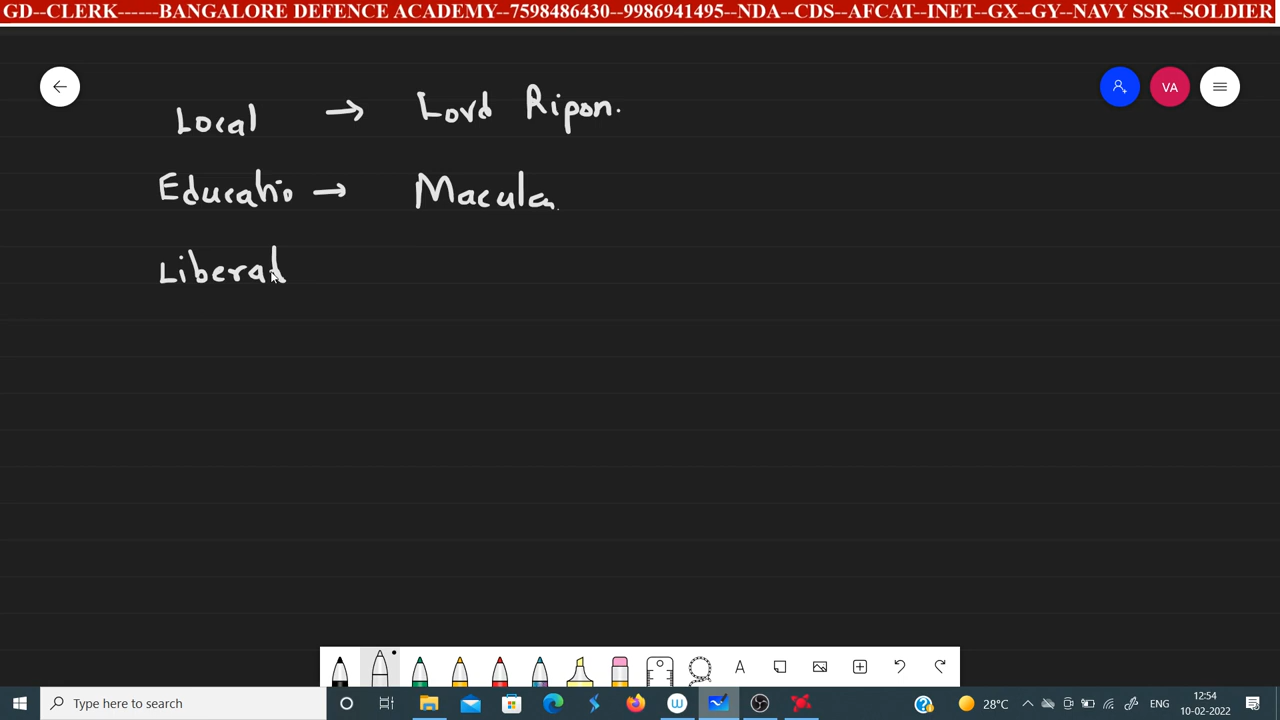 GD--CLERK------BANGALORE DEFENCE ACADEMY--7598486430--9986941495--NDA--CDS--AFCAT--INET--GX--GY--NAVY SSR--SOLDIER
VA
Local → Lord Ripon.
Educatio → Macula
Liberal
A
Type here to search
28°C
ENG
12:54
10-02-2022